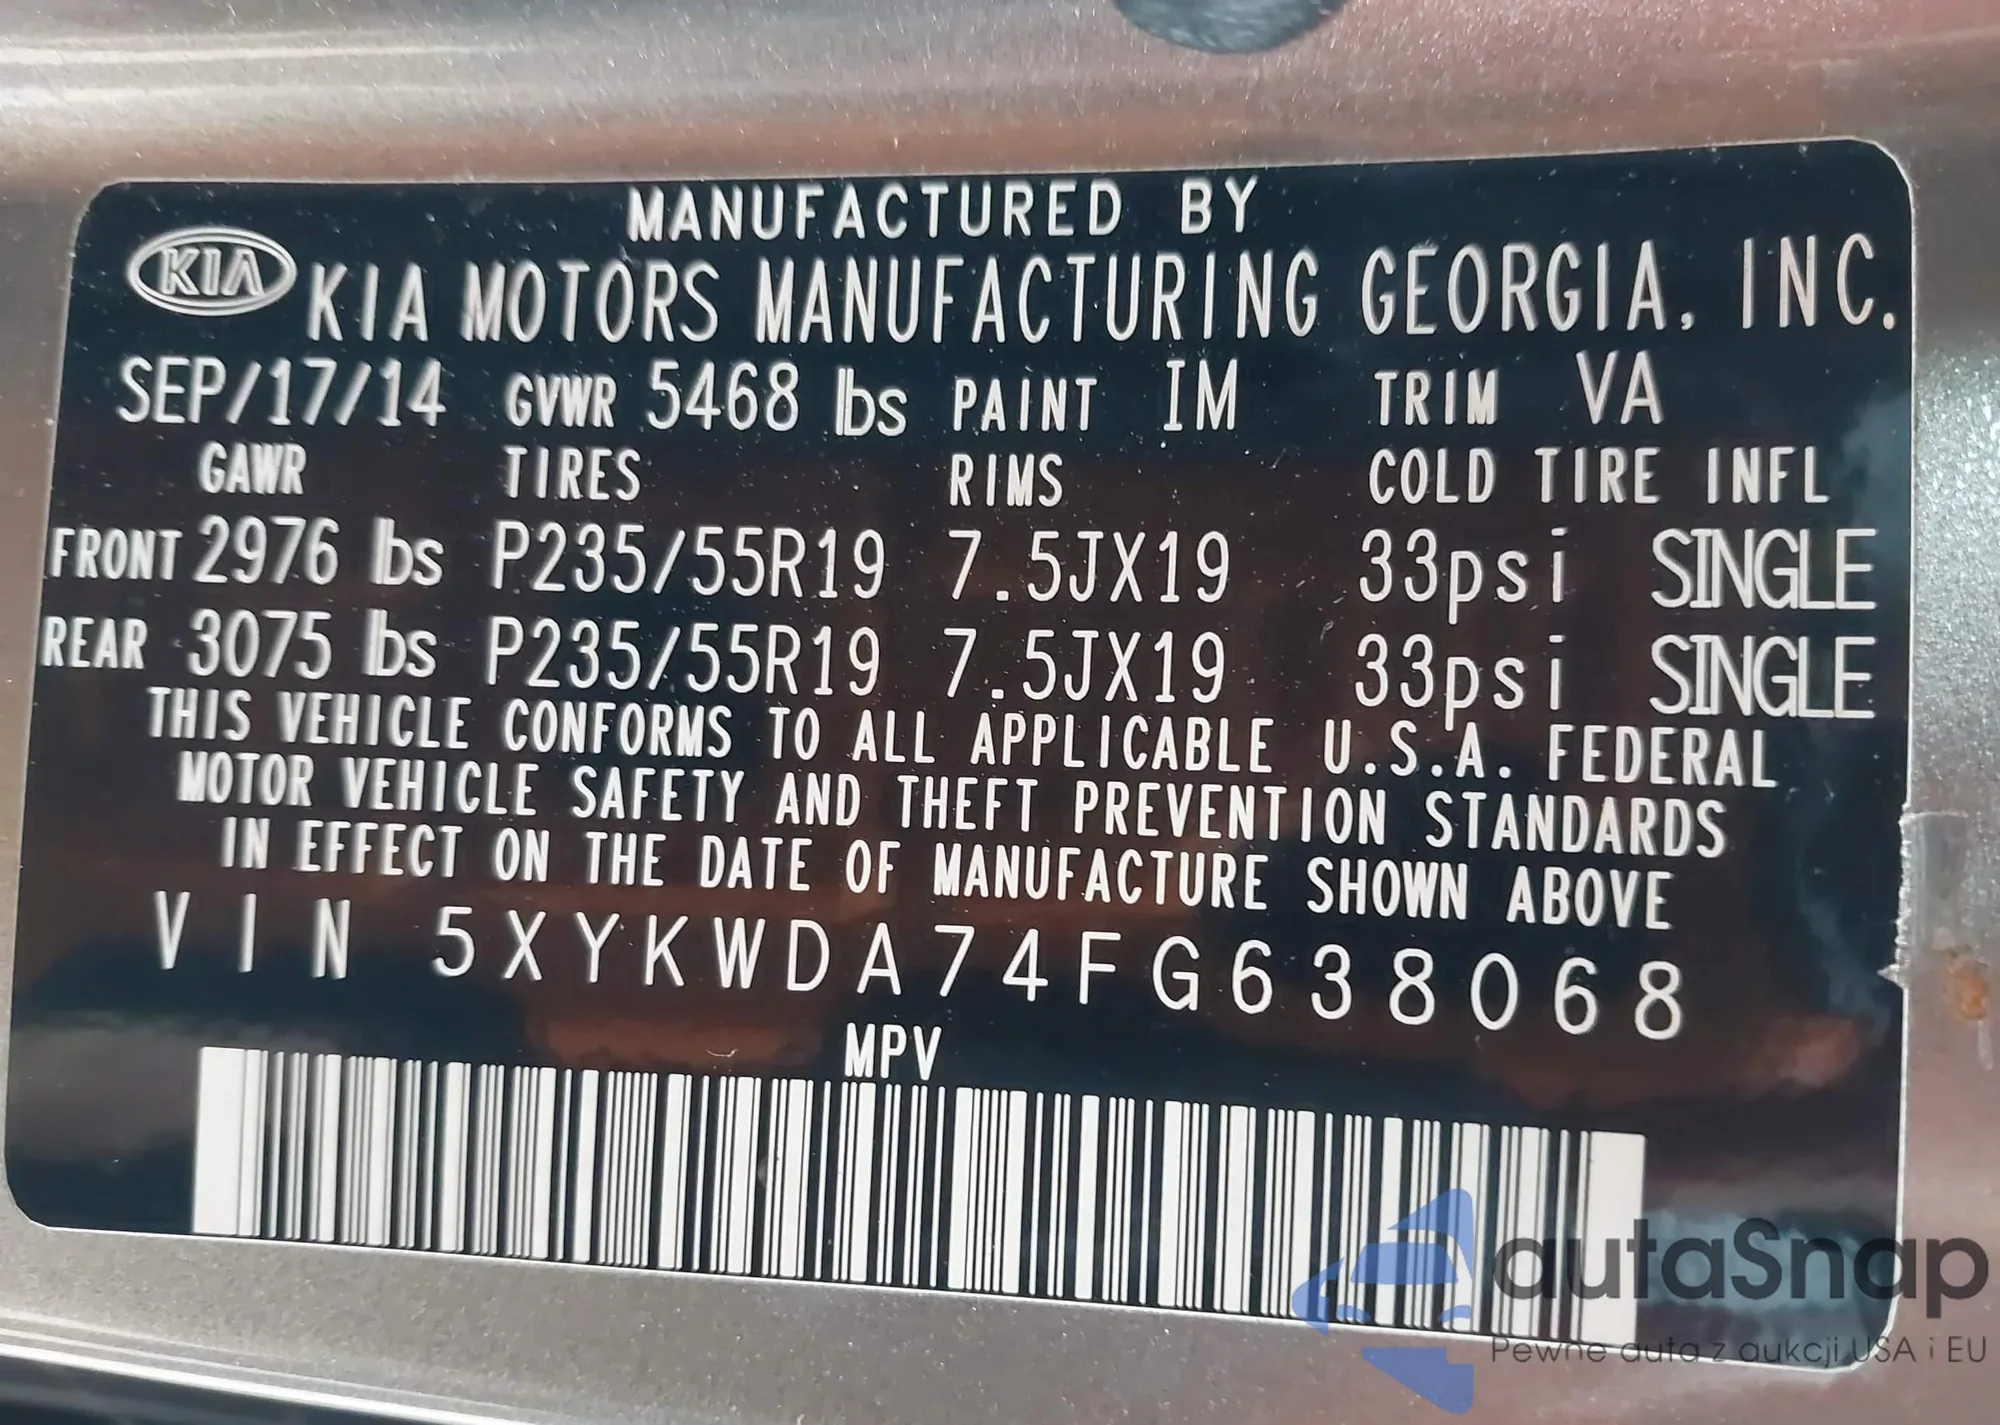 MANUFACTURED BY
KIA KIA MOTORS MANUFACTURING GEORGIA, INC.
SEP/17/14 GVWR 5468 lbs PAINT IM TRIM VA
GAWR TIRES RIMS COLD TIRE INFL
FRONT 2976 lbs P235/55R19 7.5JX19 33psi SINGLE
REAR 3075 lbs P235/55R19 7.5JX19 33psi SINGLE
THIS VEHICLE CONFORMS TO ALL APPLICABLE U.S.A. FEDERAL
MOTOR VEHICLE SAFETY AND THEFT PREVENTION STANDARDS
IN EFFECT ON THE DATE OF MANUFACTURE SHOWN ABOVE
VIN 5XYKWDA74FG638068
MPV
autaSnap
Pewne auta z aukcji USA i EU